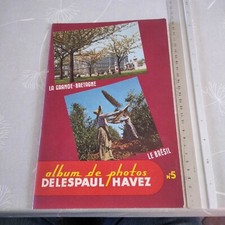 LA GRANDE-BRETAGNE
LE BRÉSIL
album de photos
DELESPAUL HAVEZ
N°5